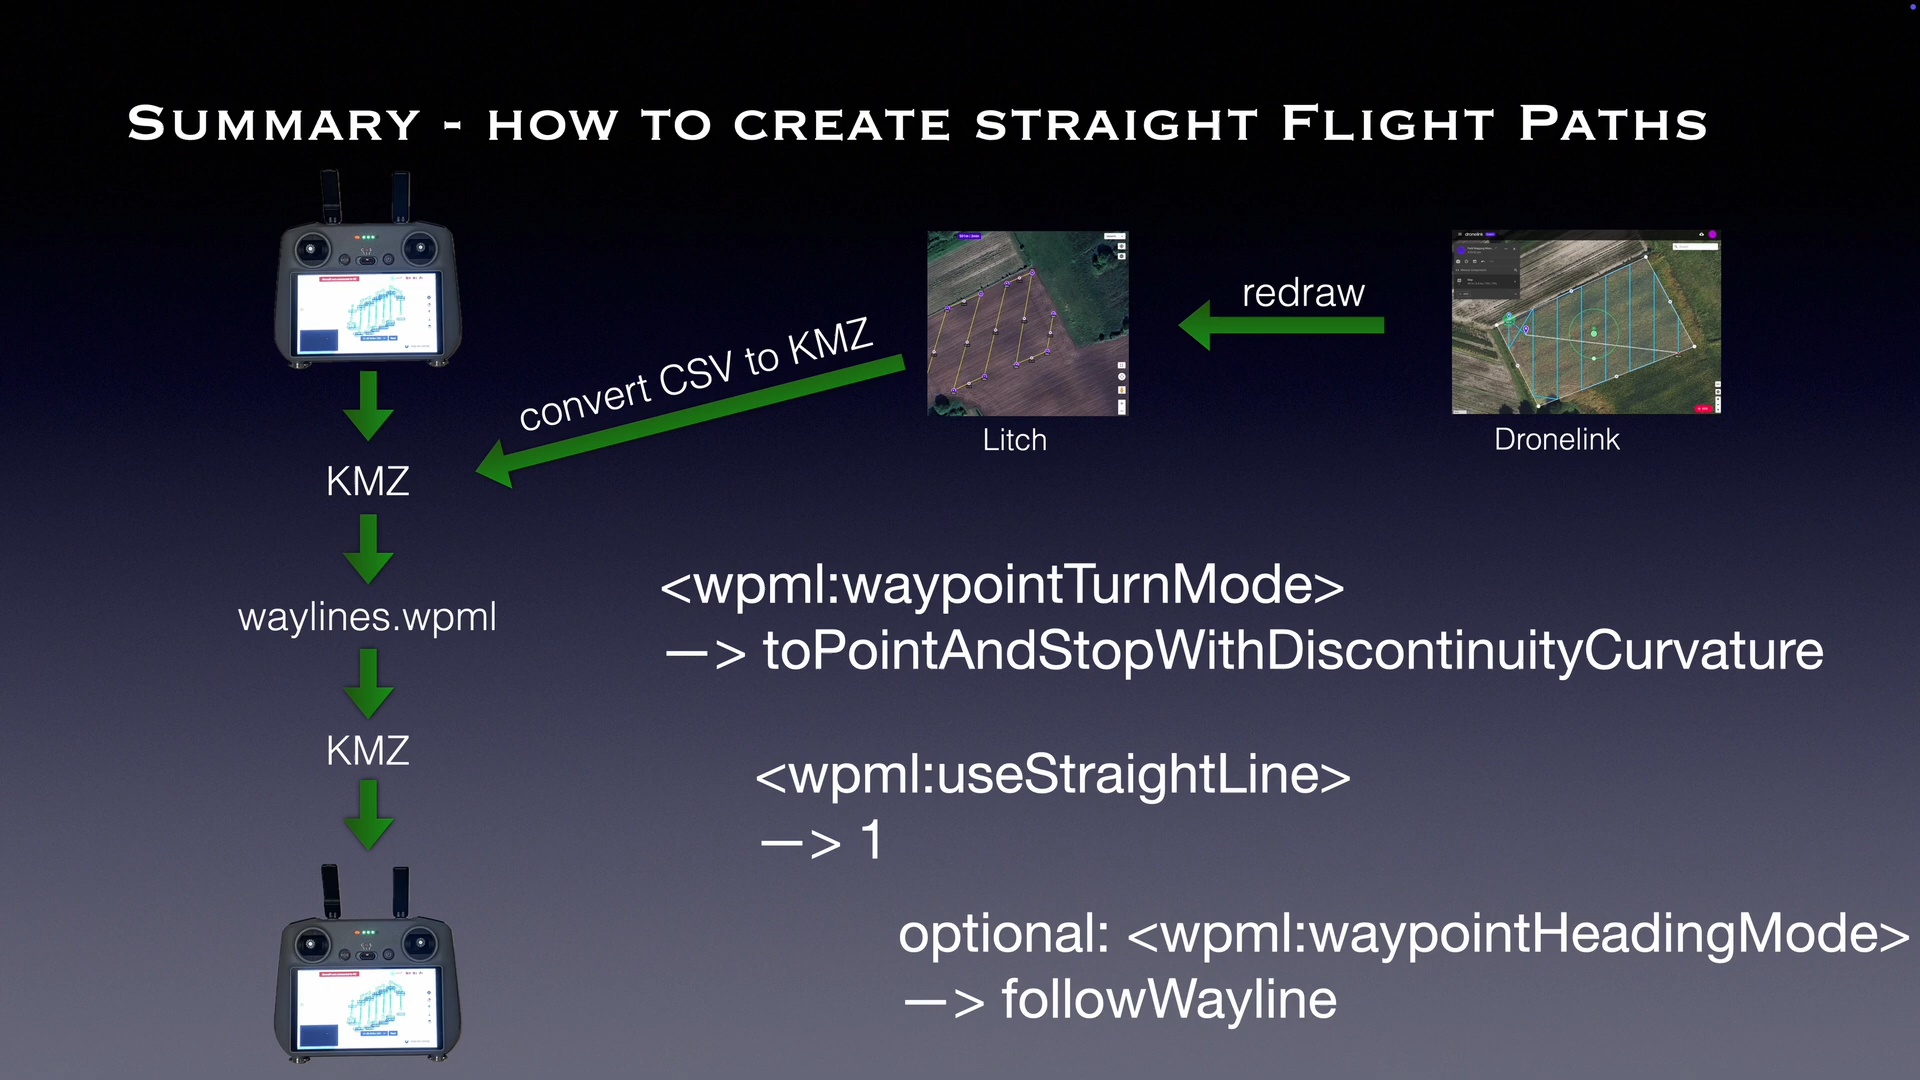 SUMMARY - HOW TO CREATE STRAIGHT FLIGHT PATHS
redraw
convert CSV to KMZ
Litch
Dronelink
KMZ
waylines.wpml
KMZ
<wpml:waypointTurnMode>
—> toPointAndStopWithDiscontinuityCurvature
<wpml:useStraightLine>
—> 1
optional: <wpml:waypointHeadingMode>
—> followWayline
dronelink